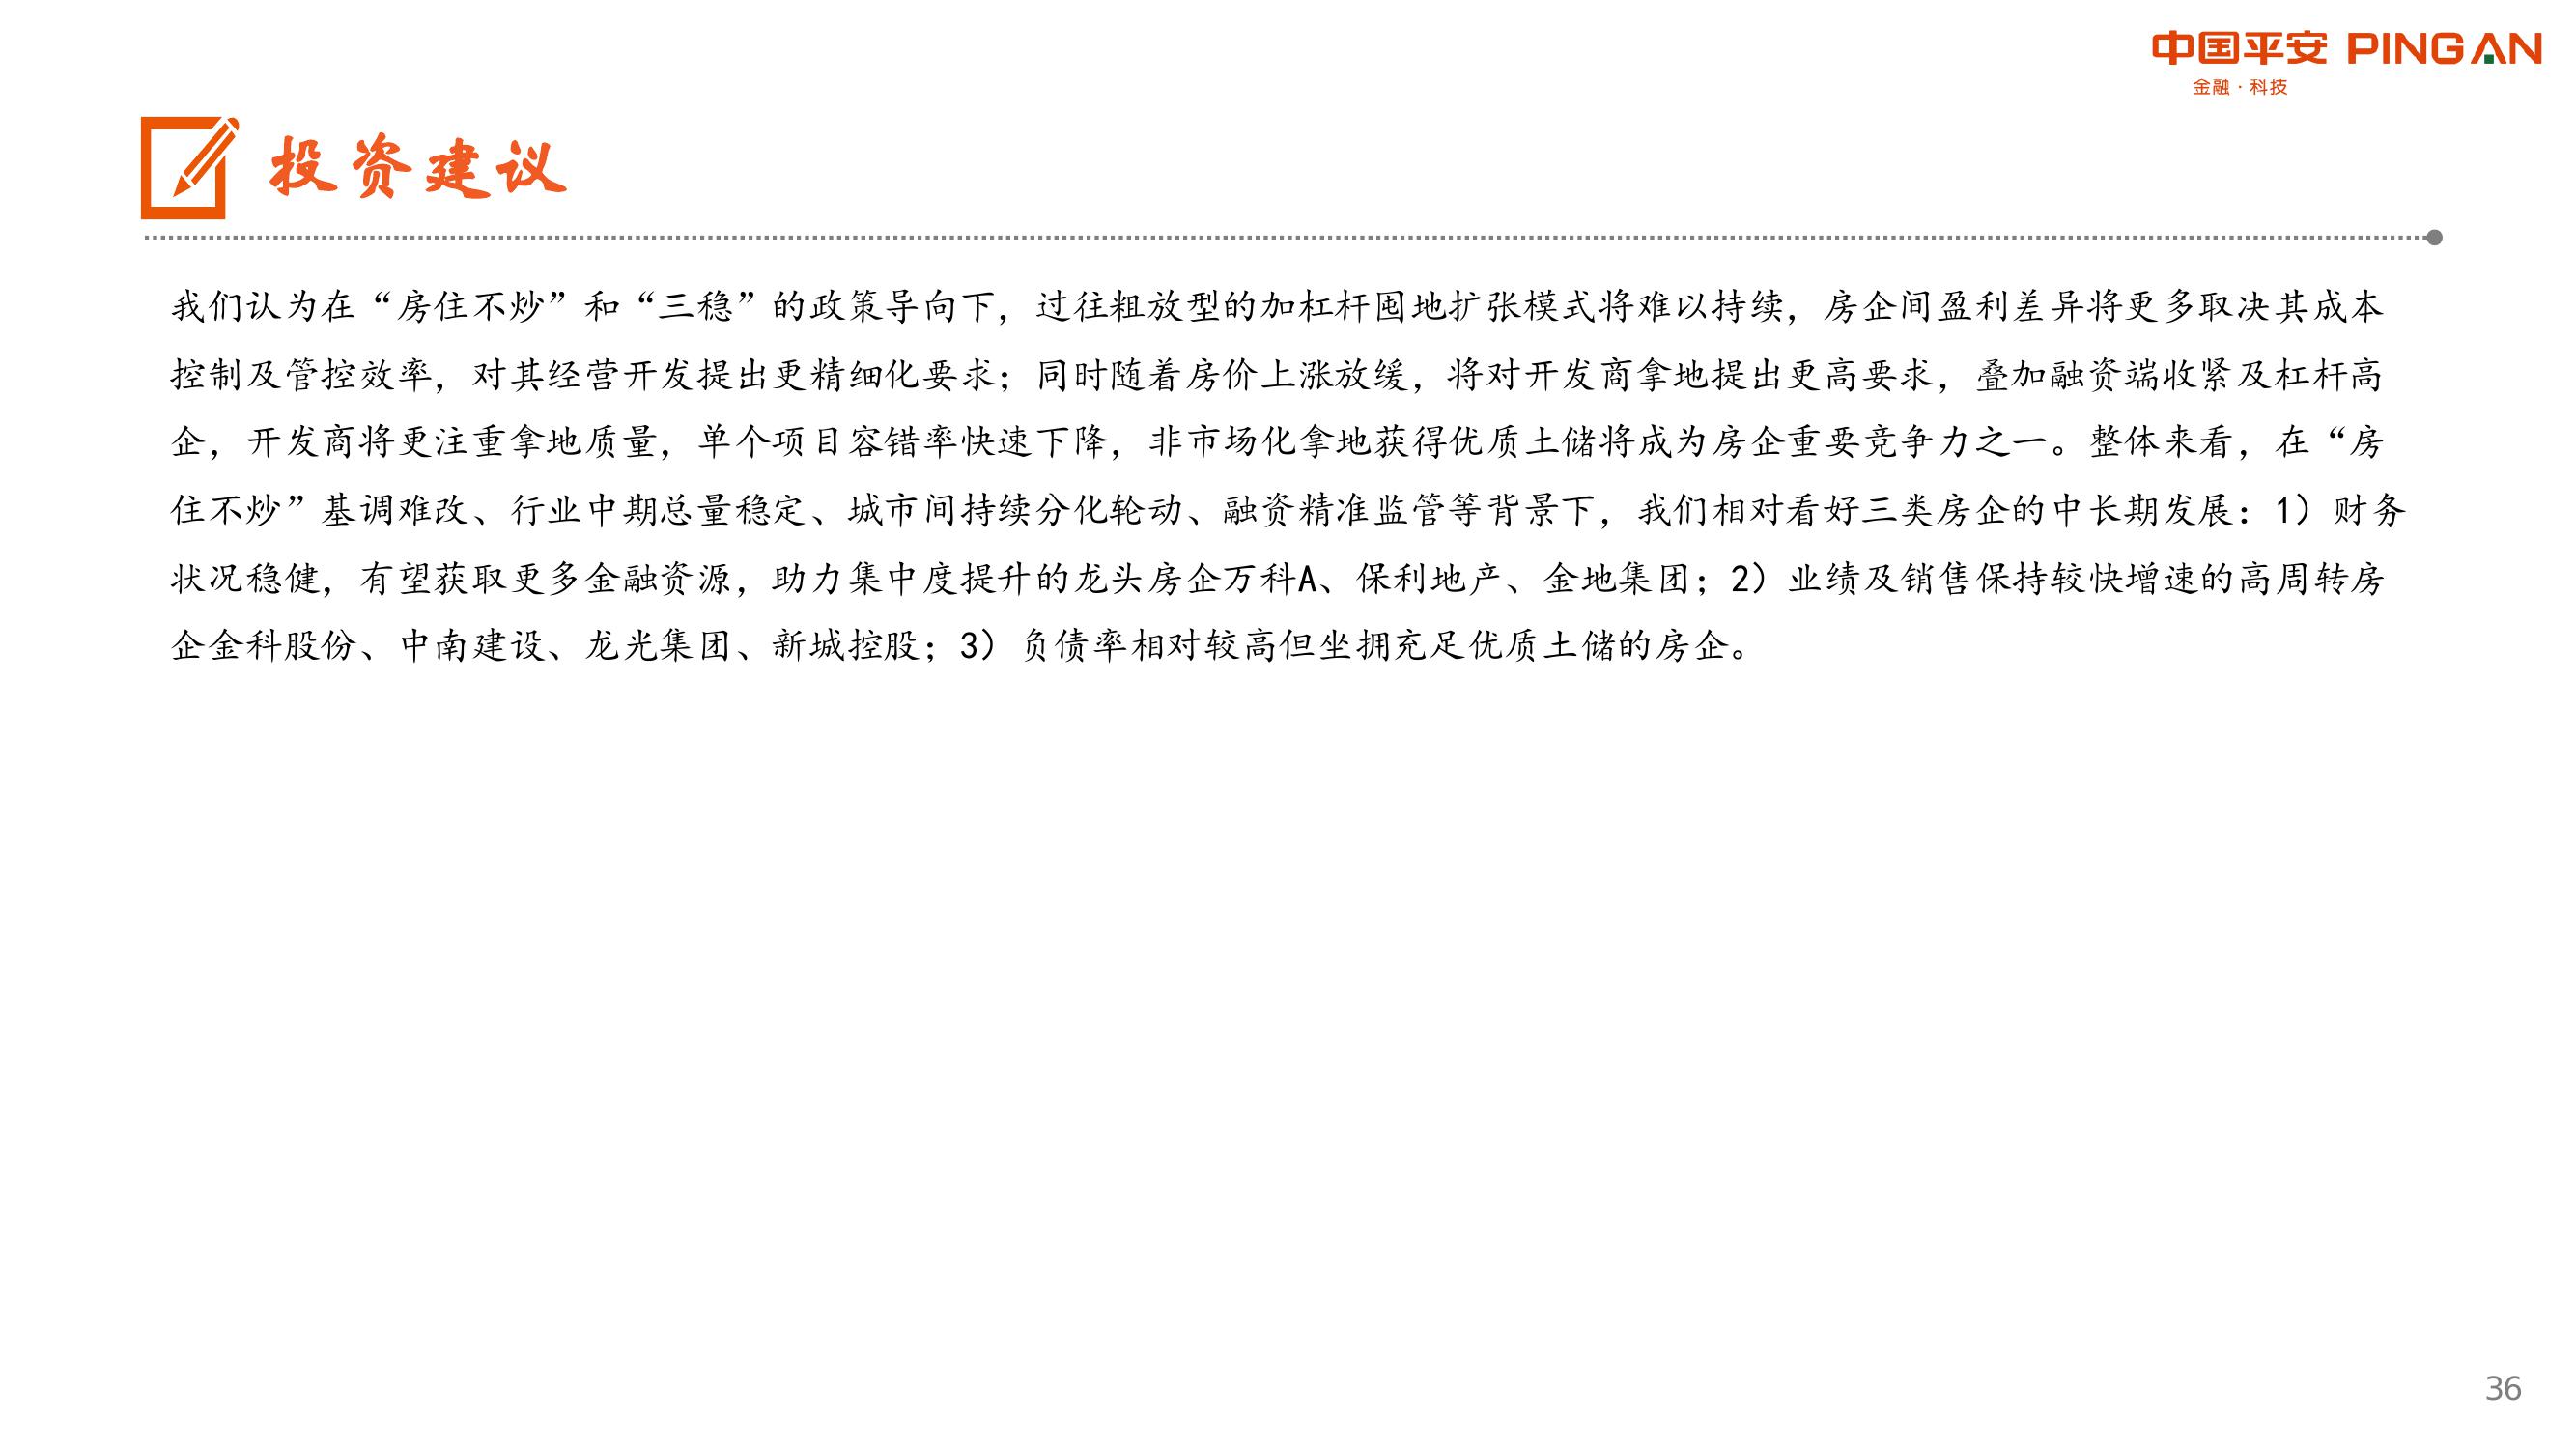 中国平安 PINGAN
金融·科技
投资建议
我们认为在“房住不炒”和“三稳”的政策导向下，过往粗放型的加杠杆囤地扩张模式将难以持续，房企间盈利差异将更多取决其成本
控制及管控效率，对其经营开发提出更精细化要求；同时随着房价上涨放缓，将对开发商拿地提出更高要求，叠加融资端收紧及杠杆高
企，开发商将更注重拿地质量，单个项目容错率快速下降，非市场化拿地获得优质土储将成为房企重要竞争力之一。整体来看，在“房
住不炒”基调难改、行业中期总量稳定、城市间持续分化轮动、融资精准监管等背景下，我们相对看好三类房企的中长期发展：1）财务
状况稳健，有望获取更多金融资源，助力集中度提升的龙头房企万科A、保利地产、金地集团；2）业绩及销售保持较快增速的高周转房
企金科股份、中南建设、龙光集团、新城控股；3）负债率相对较高但坐拥充足优质土储的房企。
36